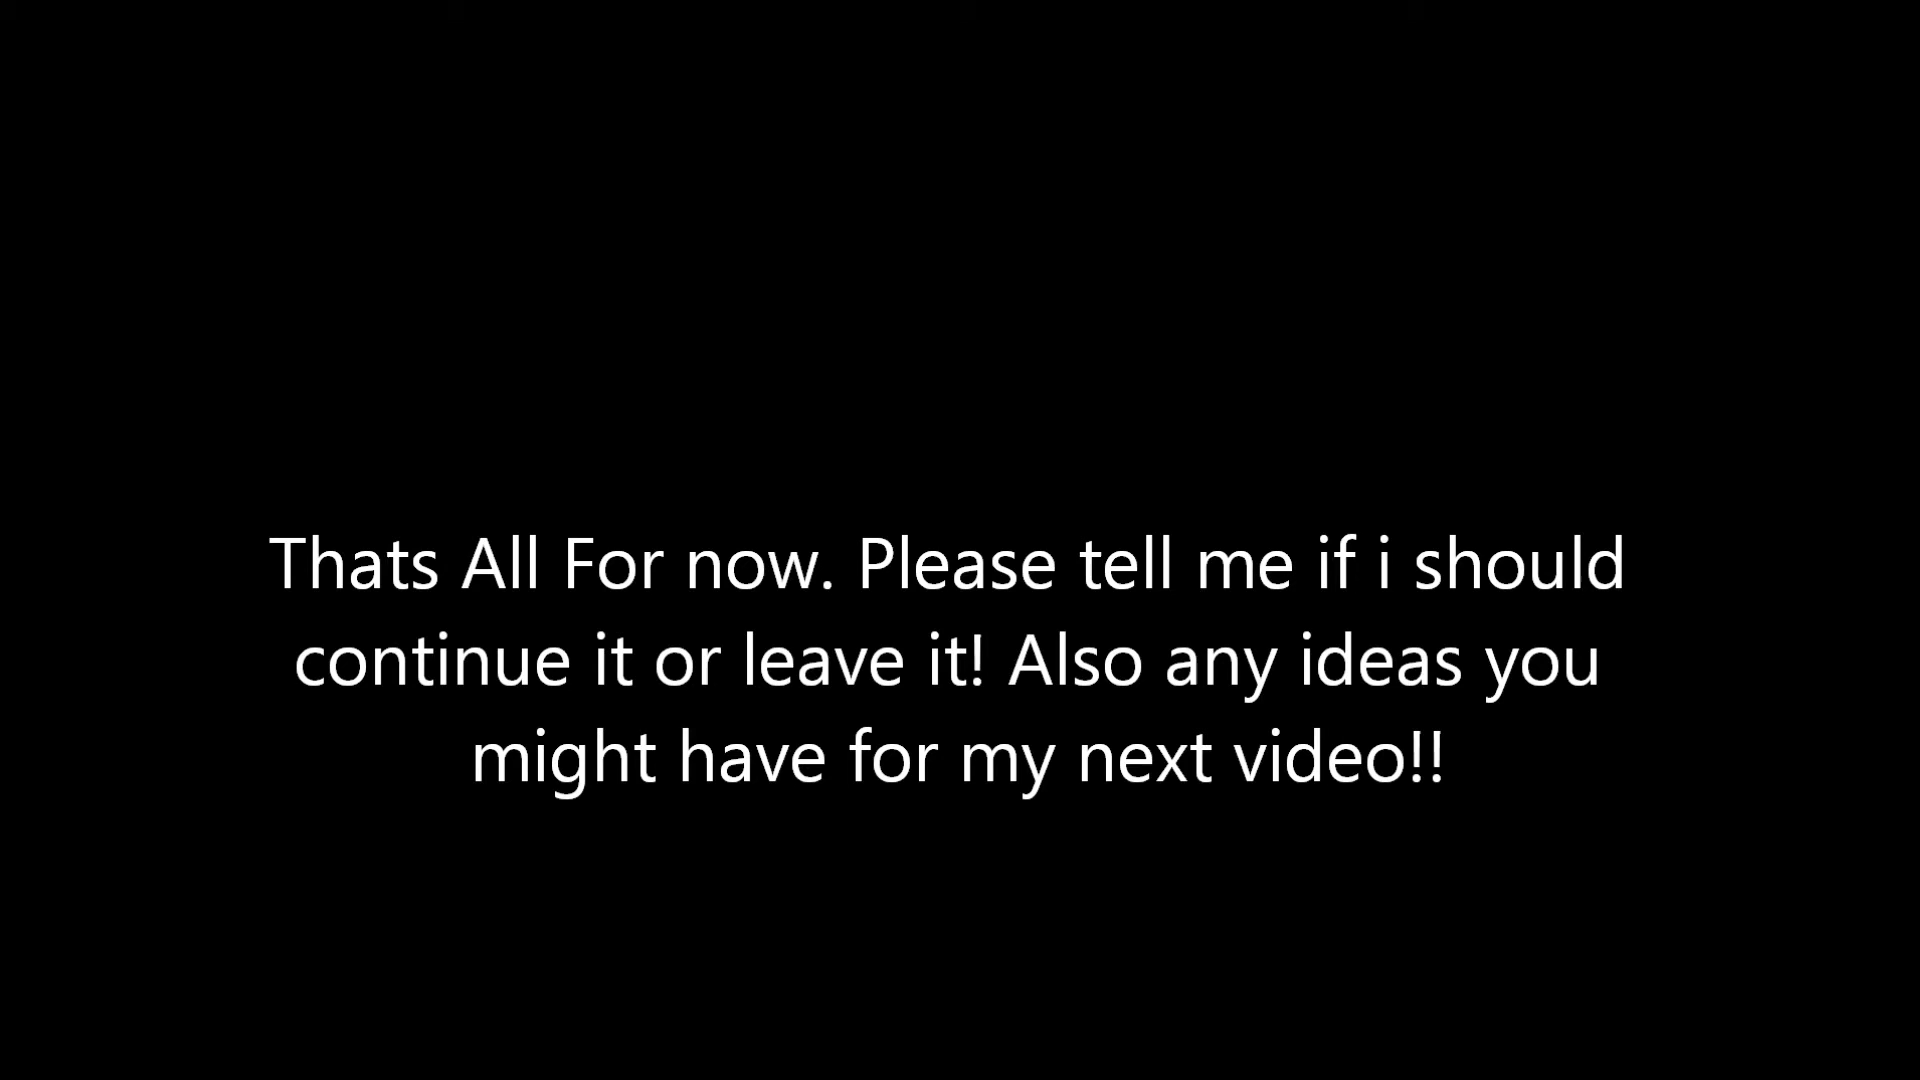 Thats All For now. Please tell me if i should
continue it or leave it! Also any ideas you
might have for my next video!!